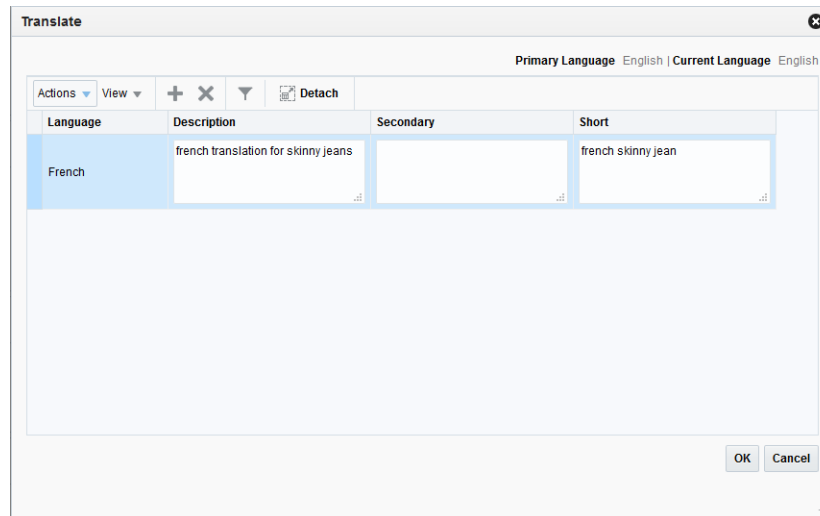 Translate
Primary Language English | Current Language English
Actions View Detach
Language Description Secondary Short
French french translation for skinny jeans french skinny jean
OK Cancel